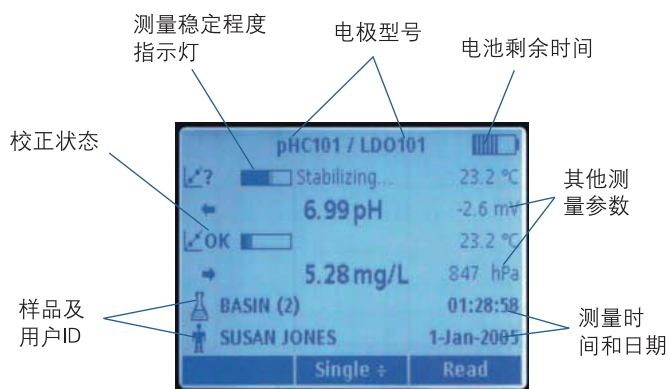 测量稳定程度
指示灯
电极型号
电池剩余时间
校正状态
pHC101 / LDO101
? Stabilizing... 23.2 ℃
6.99 pH -2.6 mV
OK 23.2 ℃
5.28 mg/L 847 hPa
BASIN (2) 01:28:58
SUSAN JONES 1-Jan-2005
Single ÷ Read
其他测
量参数
样品及
用户ID
测量时
间和日期